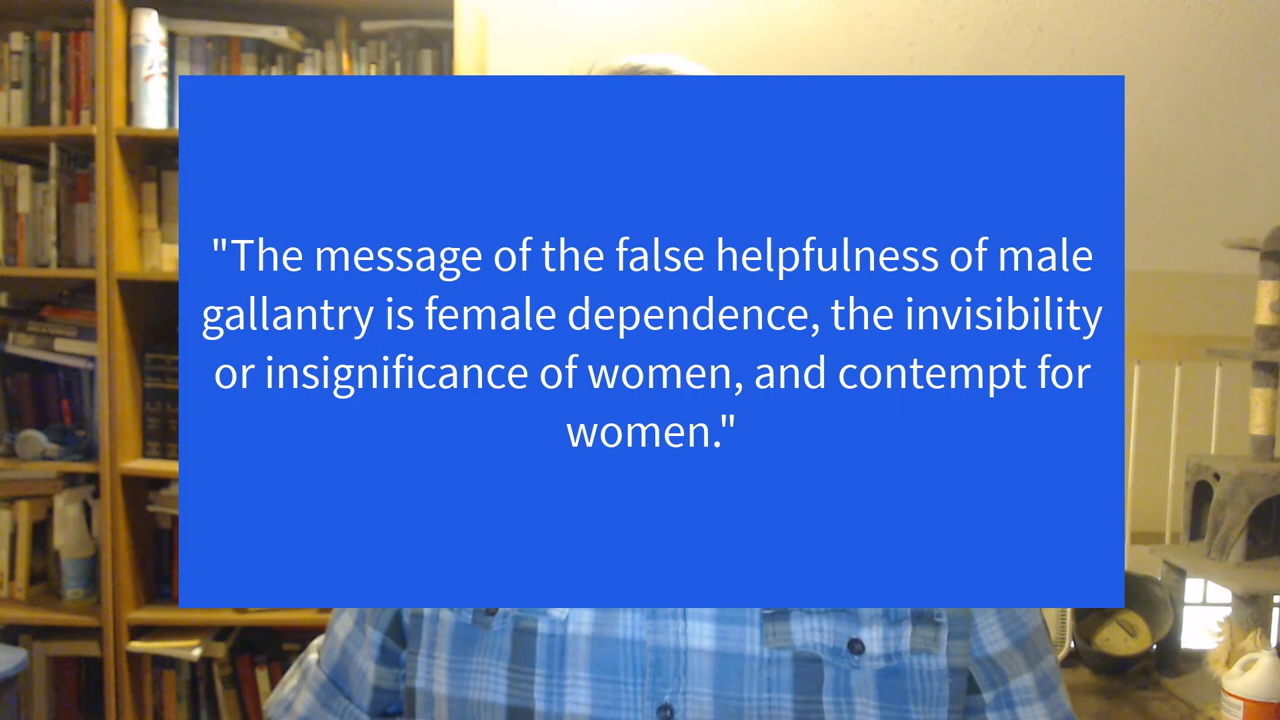 "The message of the false helpfulness of male
gallantry is female dependence, the invisibility
or insignificance of women, and contempt for
women."